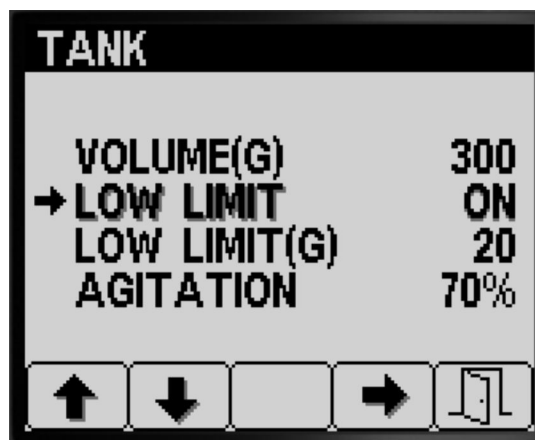 TANK
VOLUME(G) 300
LOW LIMIT ON
LOW LIMIT(G) 20
AGITATION 70%